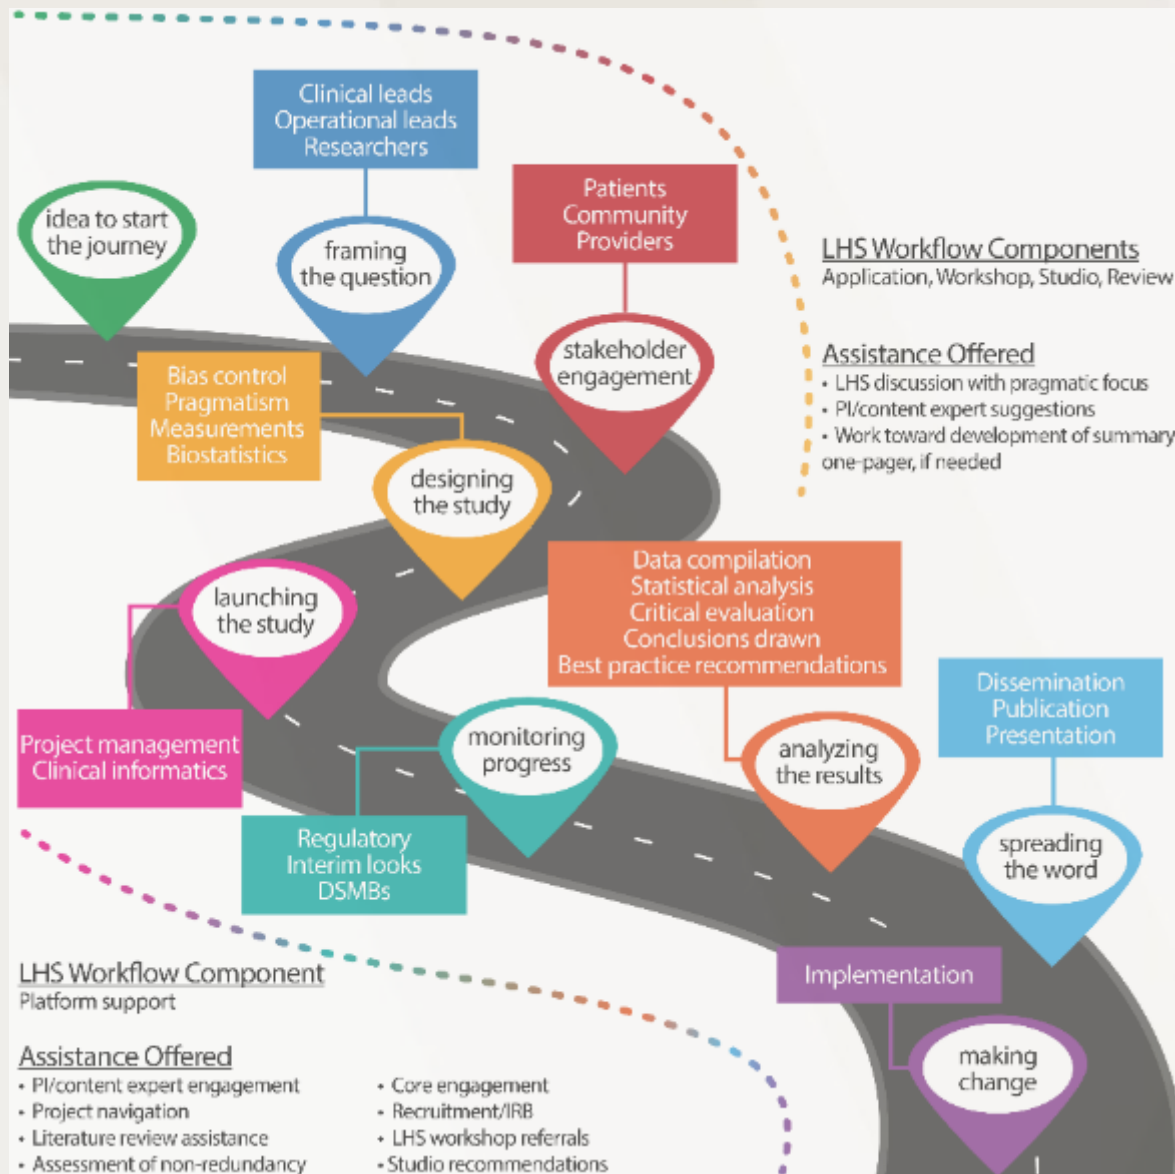 Clinical leads
Operational leads
Researchers
idea to start
the journey
framing
the question
Patients
Community
Providers
stakeholder
engagement
LHS Workflow Components
Application, Workshop, Studio, Review
Assistance Offered
• LHS discussion with pragmatic focus
• PI/content expert suggestions
• Work toward development of summary
one-pager, if needed
Bias control
Pragmatism
Measurements
Biostatistics
designing
the study
launching
the study
Project management
Clinical informatics
monitoring
progress
Regulatory
Interim looks
DSMBs
Data compilation
Statistical analysis
Critical evaluation
Conclusions drawn
Best practice recommendations
analyzing
the results
Dissemination
Publication
Presentation
spreading
the word
Implementation
making
change
LHS Workflow Component
Platform support
Assistance Offered
• PI/content expert engagement
• Project navigation
• Literature review assistance
• Assessment of non-redundancy
• Core engagement
• Recruitment/IRB
• LHS workshop referrals
• Studio recommendations